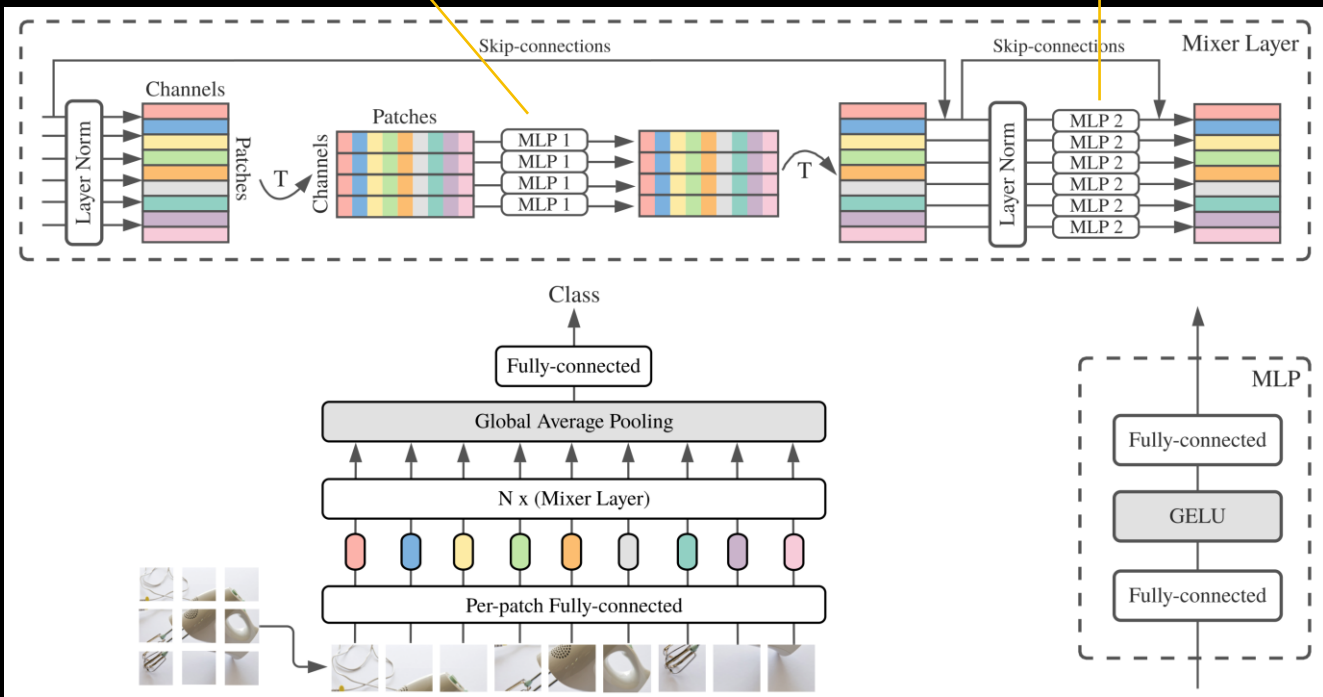 Skip-connections
Skip-connections
Mixer Layer
Channels
Layer Norm
Patches
T
Channels
Patches
MLP 1
MLP 1
MLP 1
MLP 1
T
Layer Norm
MLP 2
MLP 2
MLP 2
MLP 2
MLP 2
MLP 2
Class
Fully-connected
Global Average Pooling
N x (Mixer Layer)
Per-patch Fully-connected
MLP
Fully-connected
GELU
Fully-connected